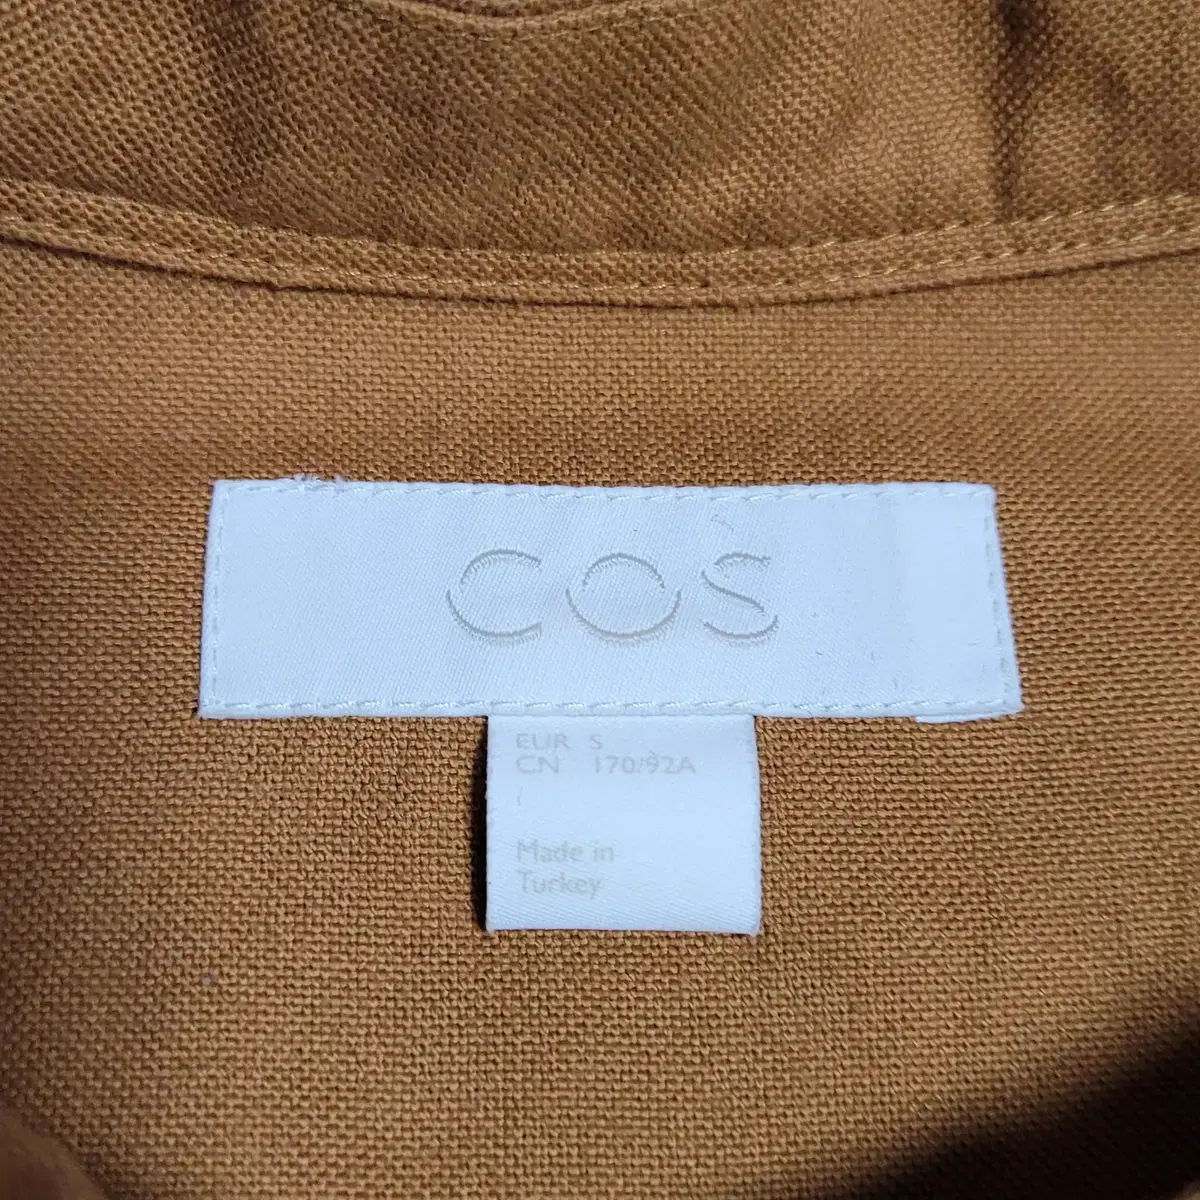 COS
EUR S
CN 170/92A
Made in
Turkey